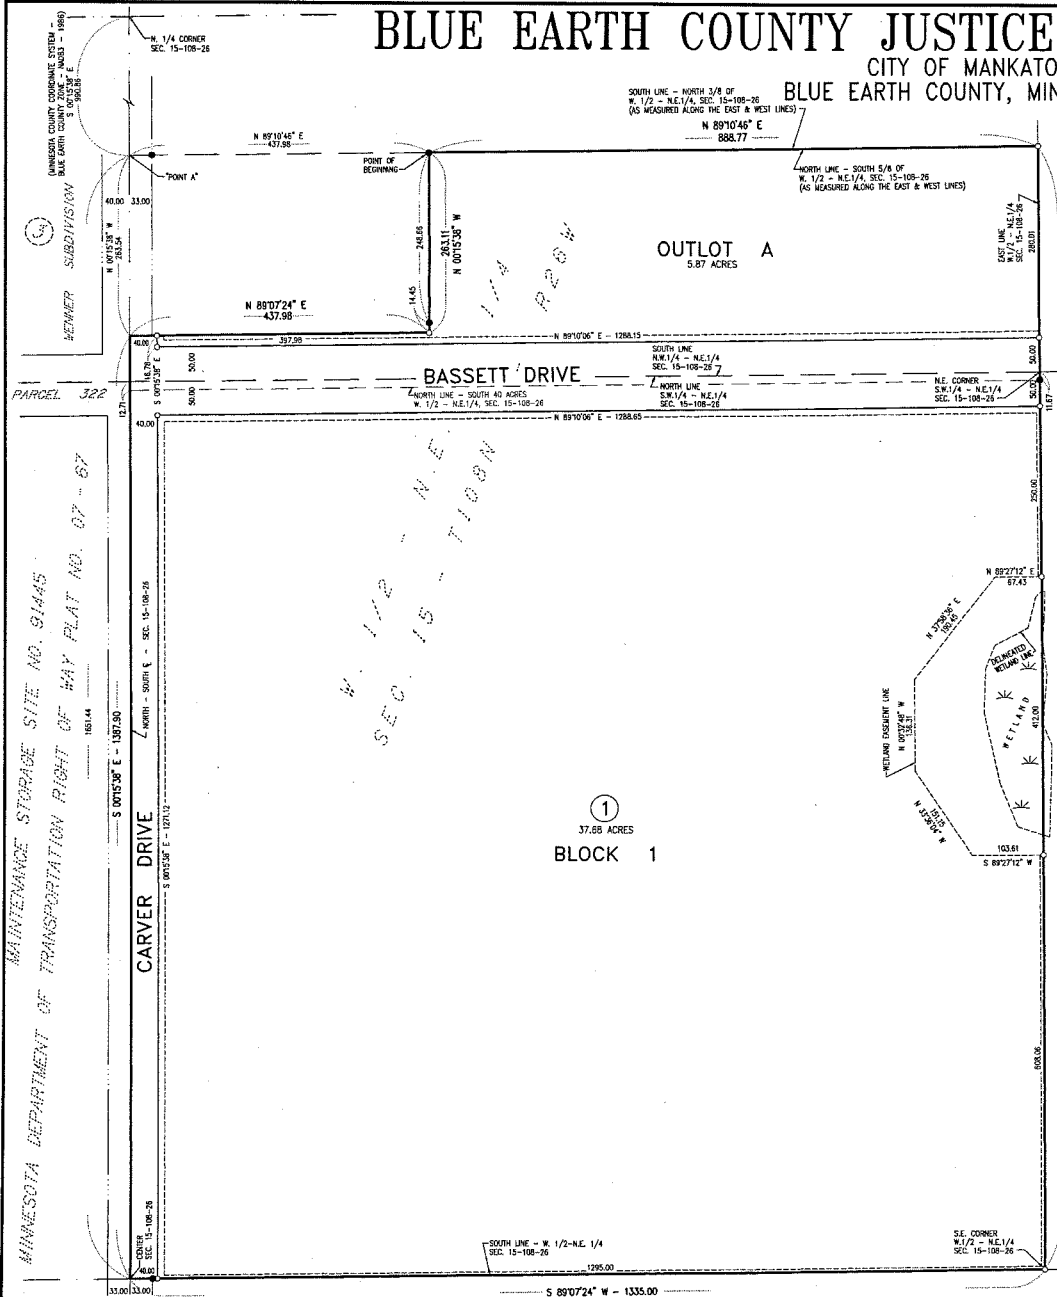 BLUE EARTH COUNTY JUSTICE
CITY OF MANKATO
BLUE EARTH COUNTY, MIN
(MINNESOTA COUNTY COORDINATE SYSTEM -
BLUE EARTH COUNTY ZONE - NAD83 - 1986)
S 00°15'38" E
990.86
N. 1/4 CORNER
SEC. 15-108-26
SOUTH LINE - NORTH 3/8 OF
W. 1/2 - N.E.1/4, SEC. 15-108-26
(AS MEASURED ALONG THE EAST & WEST LINES)
N 89°10'46" E
437.98
N 89°10'46" E
888.77
POINT OF
BEGINNING
"POINT A"
NORTH LINE - SOUTH 5/8 OF
W. 1/2 - N.E.1/4, SEC. 15-108-26
(AS MEASURED ALONG THE EAST & WEST LINES)
40.00 33.00
WENNER SUBDIVISION
N 00°15'38" W
263.54
248.66
263.11
N 00°15'38" W
14.45
1/4
R26W
OUTLOT A
5.87 ACRES
EAST LINE
W.1/2 - N.E.1/4
SEC. 15-108-26
280.01
N 89°07'24" E
437.98
397.98
N 89°10'06" E - 1288.15
40.00
16.78
S 00°15'38" E
50.00
50.00
SOUTH LINE
N.W.1/4 - N.E.1/4
SEC. 15-108-26
BASSETT DRIVE
50.00
50.00
PARCEL 322
NORTH LINE - SOUTH 40 ACRES
W. 1/2 - N.E.1/4, SEC. 15-108-26
NORTH LINE
S.W.1/4 - N.E.1/4
SEC. 15-108-26
N.E. CORNER
S.W.1/4 - N.E.1/4
SEC. 15-108-26
12.71
11.67
40.00
N 89°10'06" E - 1288.65
W. 1/2 - N.E.
SEC. 15 - T108N
250.00
N 89°27'12" E
67.43
N 37°58'36" E
190.45
DELINEATED
WETLAND LINE
WETLAND
412.00
WETLAND EASEMENT LINE
N 00°37'48" W
136.31
151.15
N 33°56'04" W
103.61
S 89°27'12" W
MAINTENANCE STORAGE SITE NO. 91445
MINNESOTA DEPARTMENT OF TRANSPORTATION RIGHT OF WAY PLAT NO. 07 - 67
1651.44
S 00°15'38" E - 1387.90
NORTH - SOUTH ℄ - SEC. 15-108-26
CARVER DRIVE
S 00°15'38" E - 1271.12
1
37.68 ACRES
BLOCK 1
608.06
CENTER
SEC. 15-108-26
40.00
33.00 33.00
SOUTH LINE - W. 1/2-N.E. 1/4
SEC. 15-108-26
1295.00
S 89°07'24" W - 1335.00
S.E. CORNER
W.1/2 - N.E.1/4
SEC. 15-108-26